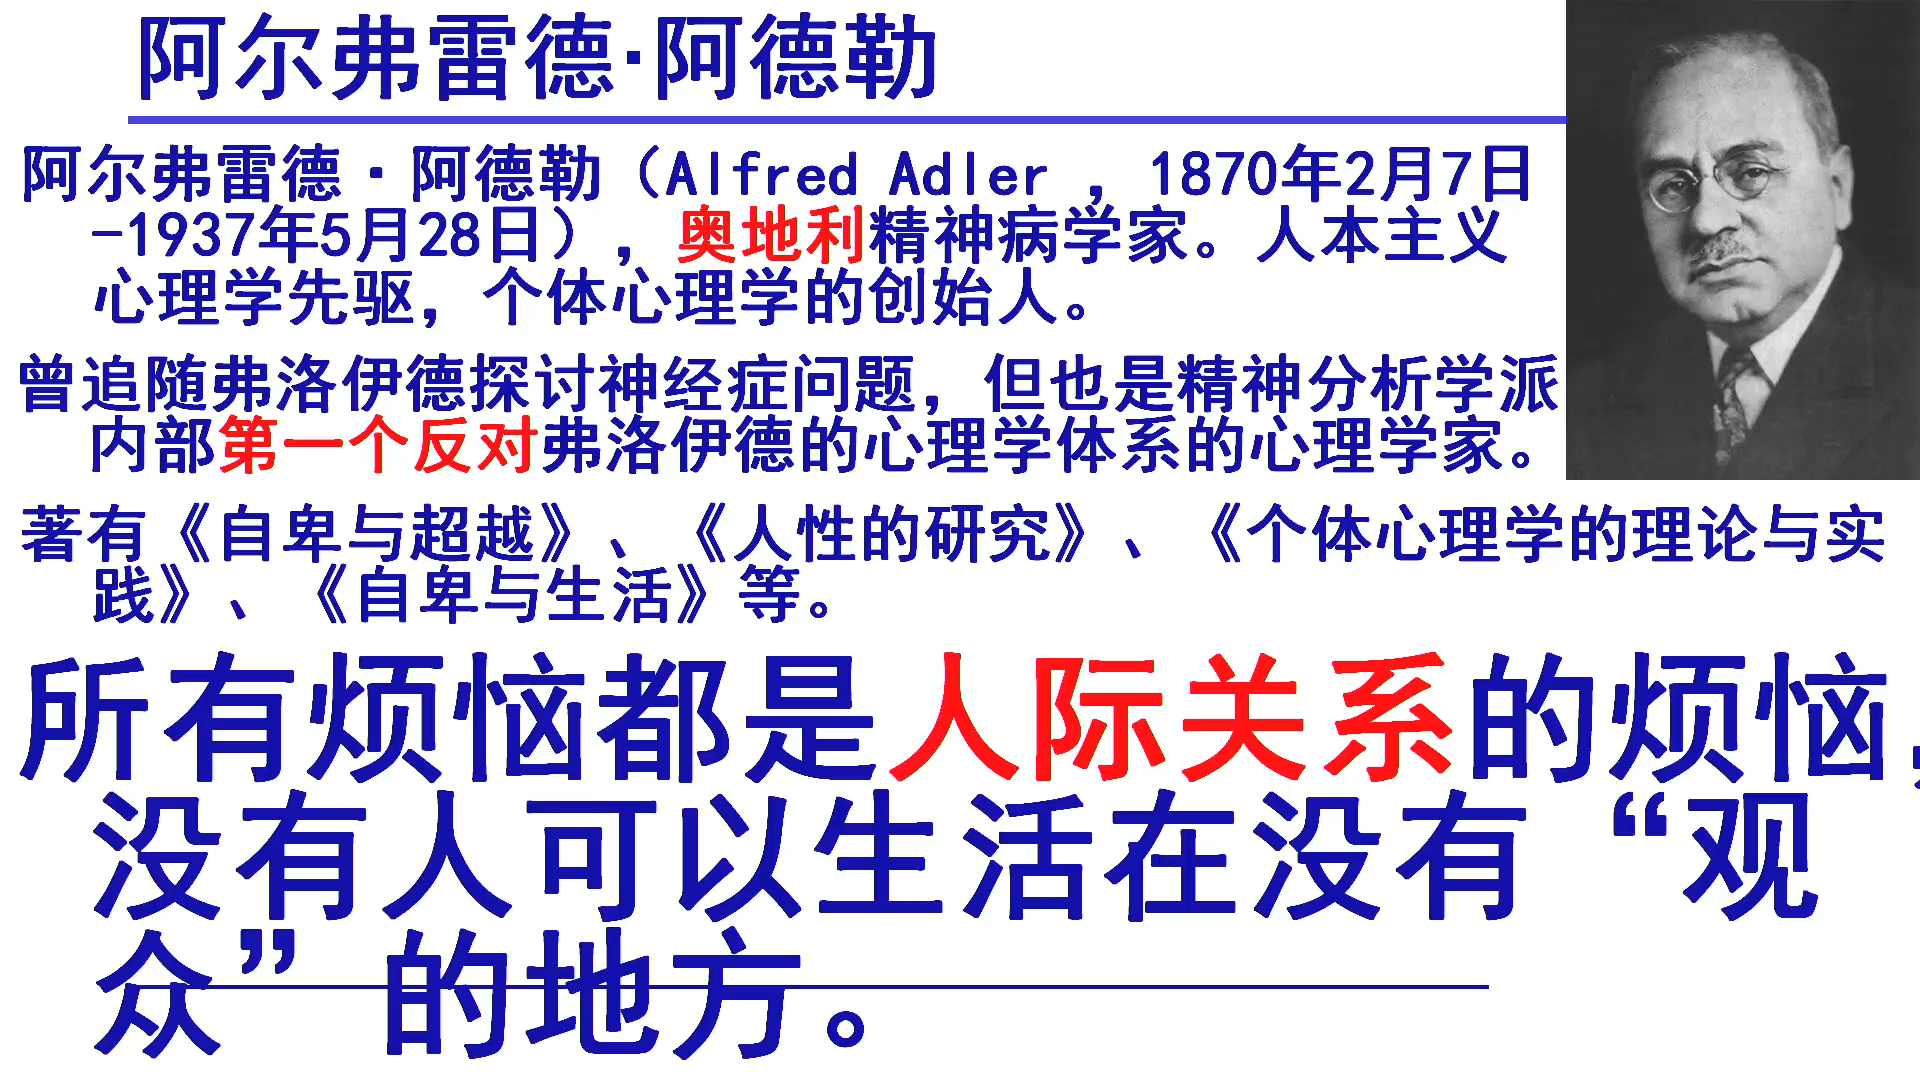 阿尔弗雷德·阿德勒
阿尔弗雷德·阿德勒（Alfred Adler ，1870年2月7日
-1937年5月28日），奥地利精神病学家。人本主义
心理学先驱，个体心理学的创始人。
曾追随弗洛伊德探讨神经症问题，但也是精神分析学派
内部第一个反对弗洛伊德的心理学体系的心理学家。
著有《自卑与超越》、《人性的研究》、《个体心理学的理论与实
践》、《自卑与生活》等。
所有烦恼都是人际关系的烦恼，
没有人可以生活在没有“观
众”的地方。